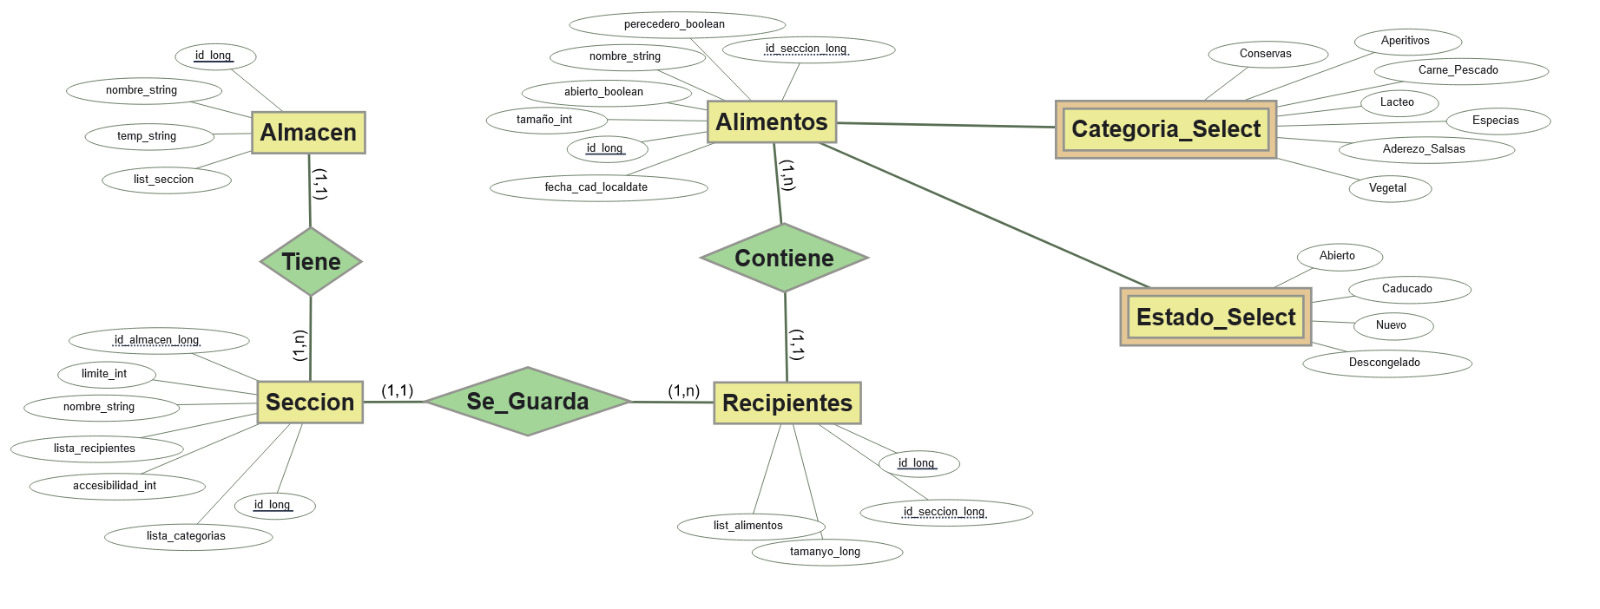 id_long
nombre_string
temp_string
list_seccion
Almacen
(1,1)
Tiene
(1,n)
id_almacen_long
limite_int
nombre_string
lista_recipientes
accesibilidad_int
lista_categorias
id_long
Seccion
(1,1)
Se_Guarda
(1,n)
Recipientes
id_long
id_seccion_long
list_alimentos
tamanyo_long
(1,1)
Contiene
(1,n)
perecedero_boolean
id_seccion_long
nombre_string
abierto_boolean
tamaño_int
id_long
fecha_cad_localdate
Alimentos
Categoria_Select
Conservas
Aperitivos
Carne_Pescado
Lacteo
Especias
Aderezo_Salsas
Vegetal
Estado_Select
Abierto
Caducado
Nuevo
Descongelado